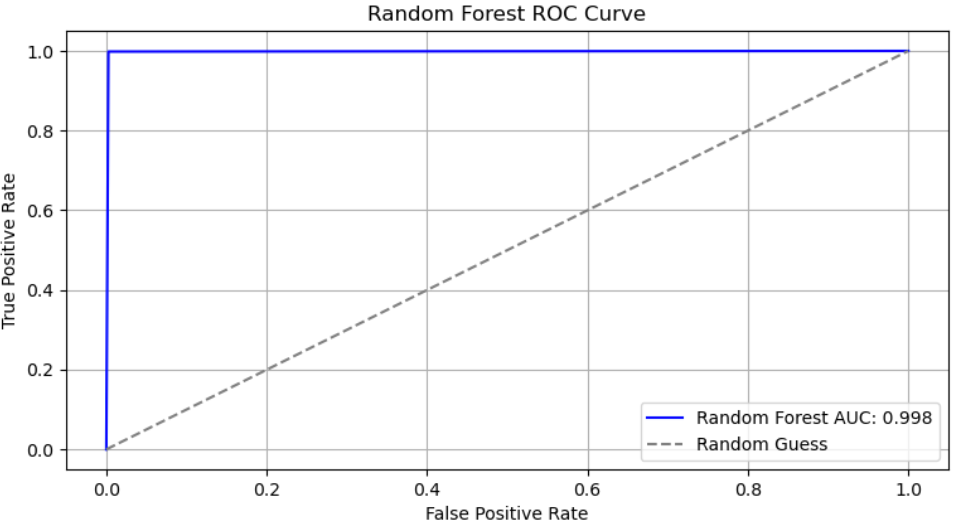 Random Forest ROC Curve
True Positive Rate
1.0
0.8
0.6
0.4
0.2
0.0
Random Forest AUC: 0.998
Random Guess
0.0 0.2 0.4 0.6 0.8 1.0
False Positive Rate